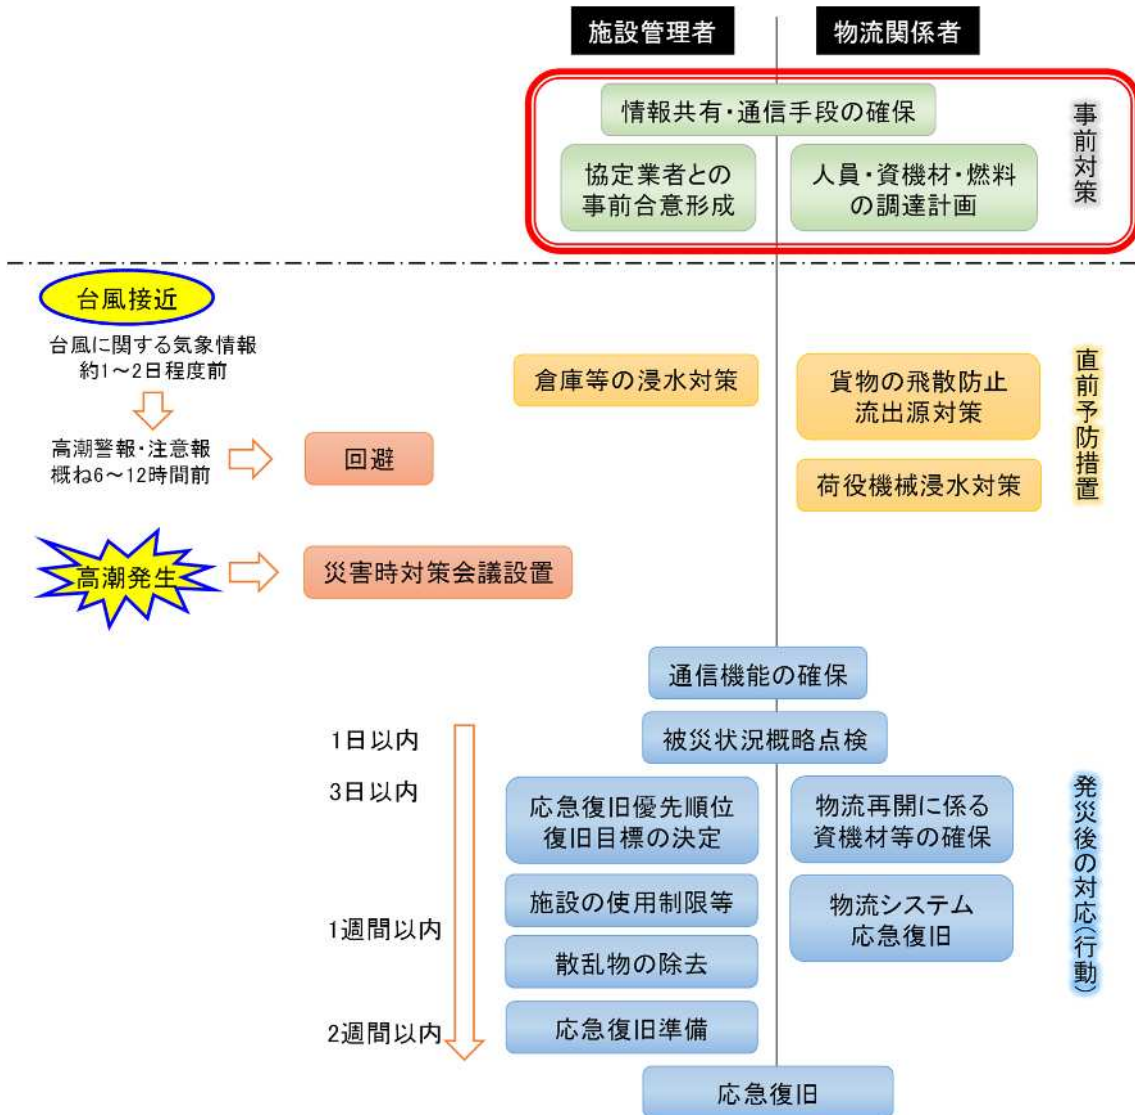 施設管理者
物流関係者
情報共有・通信手段の確保
協定業者との
事前合意形成
人員・資機材・燃料
の調達計画
事前対策
台風接近
台風に関する気象情報
約1～2日程度前
高潮警報・注意報
概ね6～12時間前
回避
倉庫等の浸水対策
貨物の飛散防止
流出源対策
荷役機械浸水対策
直前予防措置
高潮発生
災害時対策会議設置
通信機能の確保
1日以内
被災状況概略点検
3日以内
応急復旧優先順位
復旧目標の決定
物流再開に係る
資機材等の確保
1週間以内
施設の使用制限等
物流システム
応急復旧
散乱物の除去
2週間以内
応急復旧準備
応急復旧
発災後の対応(行動)